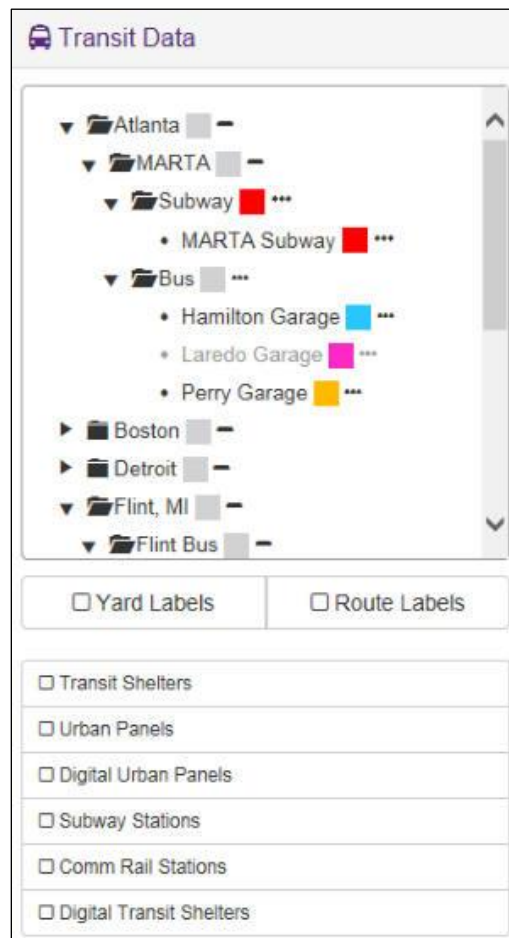 Transit Data
Atlanta
MARTA
Subway
MARTA Subway
Bus
Hamilton Garage
Laredo Garage
Perry Garage
Boston
Detroit
Flint, MI
Flint Bus
Yard Labels Route Labels
Transit Shelters
Urban Panels
Digital Urban Panels
Subway Stations
Comm Rail Stations
Digital Transit Shelters